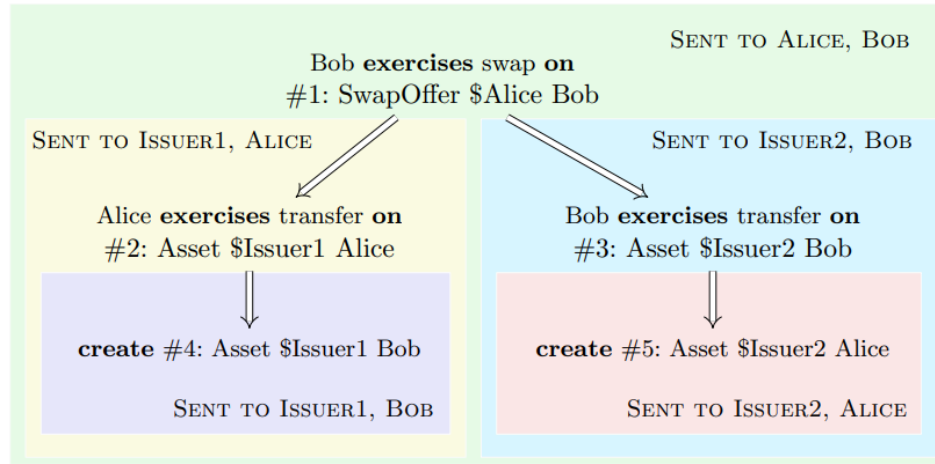 SENT TO ALICE, BOB
Bob exercises swap on
#1: SwapOffer $Alice Bob
SENT TO ISSUER1, ALICE
SENT TO ISSUER2, BOB
Alice exercises transfer on
#2: Asset $Issuer1 Alice
Bob exercises transfer on
#3: Asset $Issuer2 Bob
create #4: Asset $Issuer1 Bob
create #5: Asset $Issuer2 Alice
SENT TO ISSUER1, BOB
SENT TO ISSUER2, ALICE